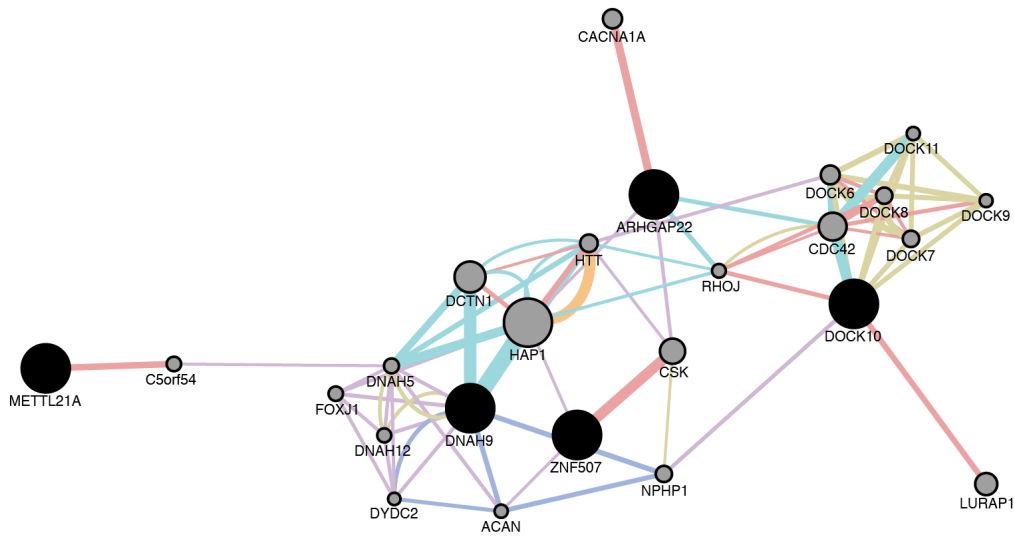 CACNA1A
DOCK11
DOCK6
DOCK8
DOCK9
ARHGAP22
CDC42
DOCK7
HTT
RHOJ
DCTN1
DOCK10
HAP1
CSK
C5orf54
DNAH5
METTL21A
FOXJ1
DNAH9
DNAH12
ZNF507
NPHP1
LURAP1
DYDC2
ACAN